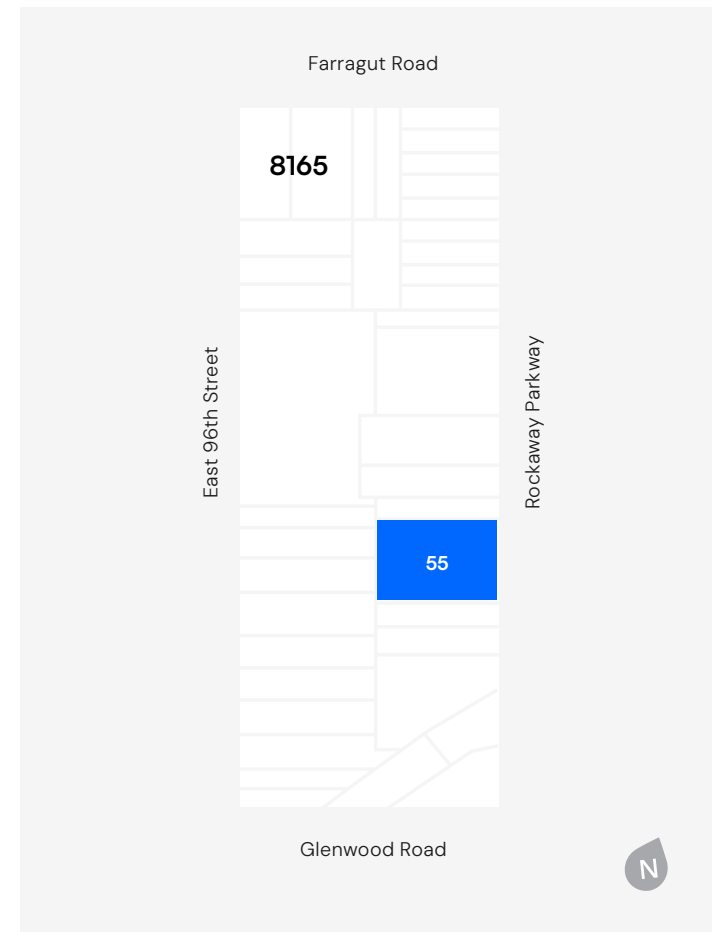 Farragut Road
8165
East 96th Street
Rockaway Parkway
55
Glenwood Road
N